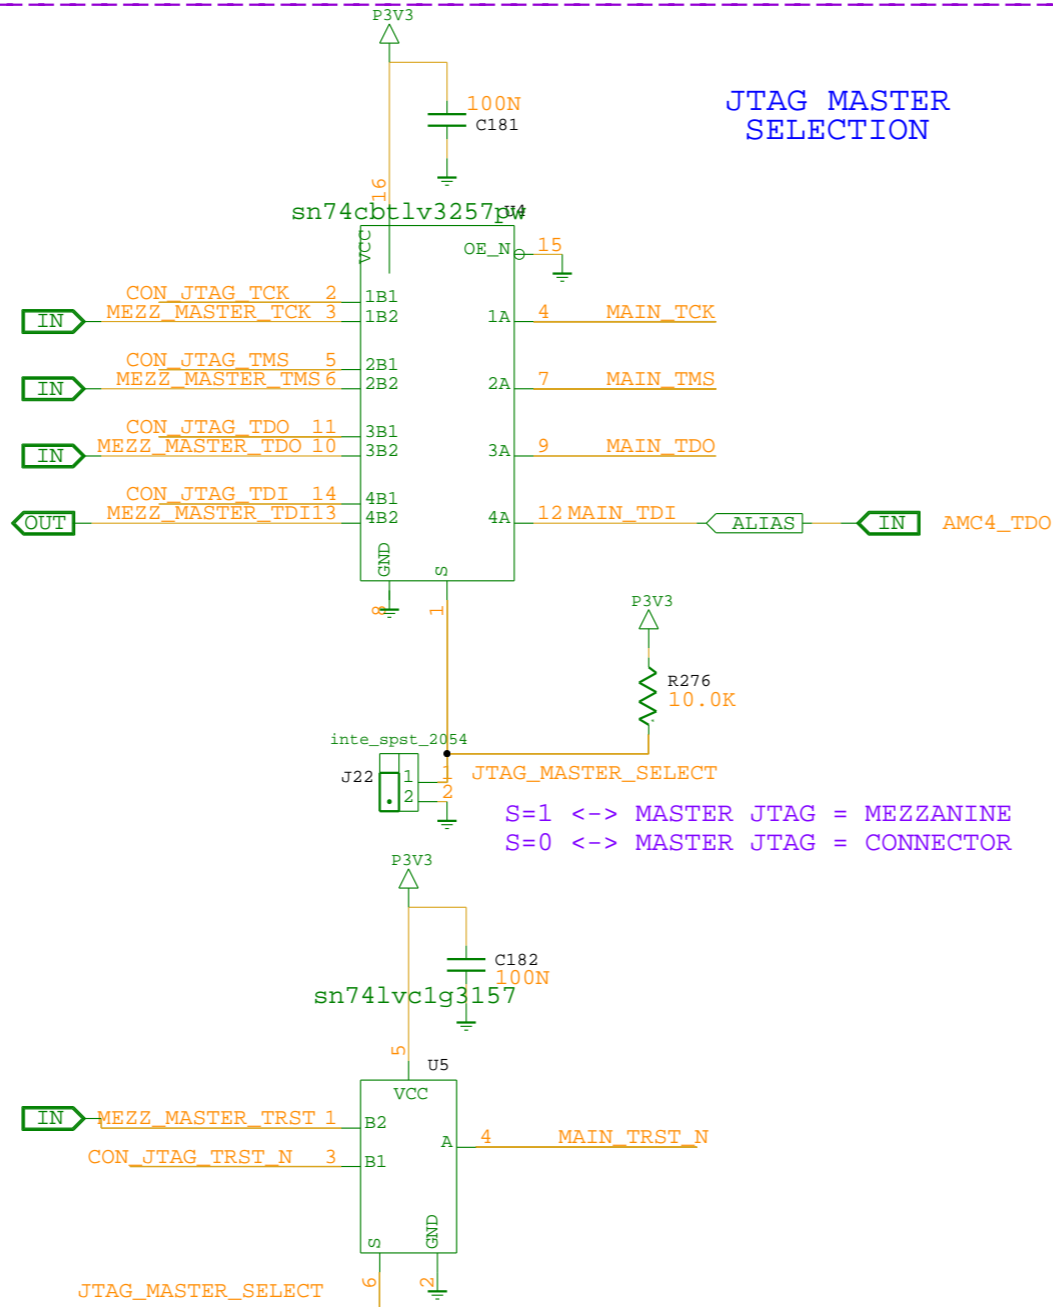 P3V3
JTAG MASTER
SELECTION
100N
C181
16
sn74cbtlv3257pw
U4
VCC
OE_N
15
CON_JTAG_TCK 2 1B1
IN MEZZ_MASTER_TCK 3 1B2
1A 4 MAIN_TCK
CON_JTAG_TMS 5 2B1
IN MEZZ_MASTER_TMS 6 2B2
2A 7 MAIN_TMS
CON_JTAG_TDO 11 3B1
IN MEZZ_MASTER_TDO 10 3B2
3A 9 MAIN_TDO
CON_JTAG_TDI 14 4B1
OUT MEZZ_MASTER_TDI 13 4B2
4A 12 MAIN_TDI ALIAS IN AMC4_TDO
GND
S
8
1
P3V3
R276
10.0K
inte_spst_2054
J22
1 1
2 2
JTAG_MASTER_SELECT
S=1 <-> MASTER JTAG = MEZZANINE
S=0 <-> MASTER JTAG = CONNECTOR
P3V3
C182
100N
sn74lvc1g3157
5
U5
VCC
IN MEZZ_MASTER_TRST 1 B2
A 4 MAIN_TRST_N
CON_JTAG_TRST_N 3 B1
S
GND
6
2
JTAG_MASTER_SELECT